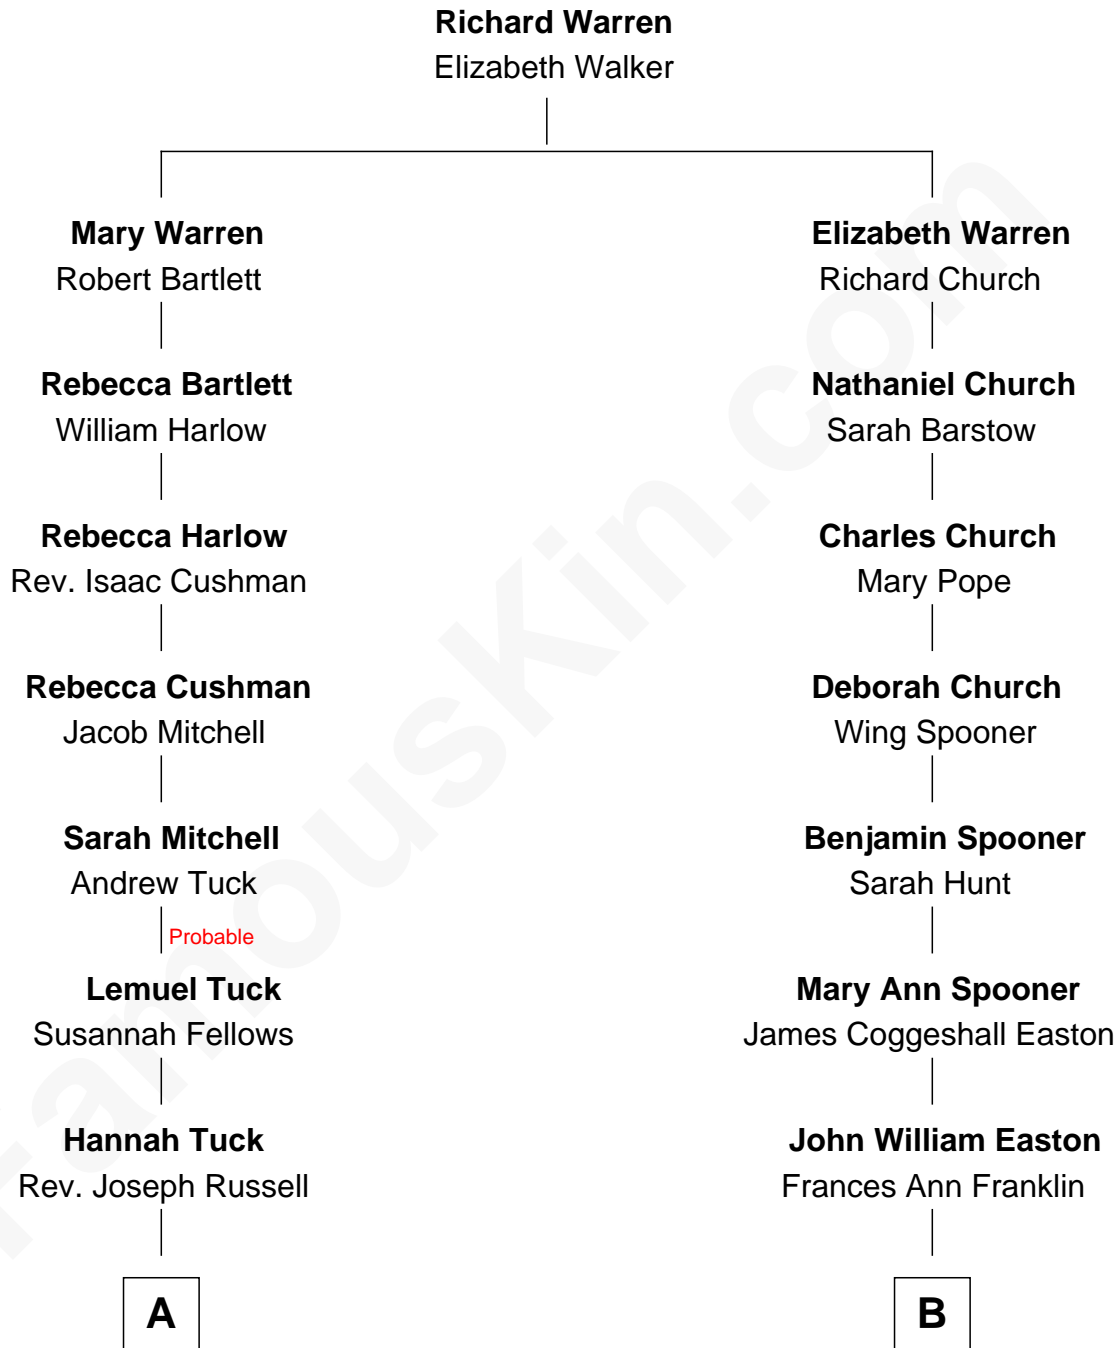 Richard Warren
Elizabeth Walker
Mary Warren
Robert Bartlett
Rebecca Bartlett
William Harlow
Rebecca Harlow
Rev. Isaac Cushman
Rebecca Cushman
Jacob Mitchell
Sarah Mitchell
Andrew Tuck
Probable
Lemuel Tuck
Susannah Fellows
Hannah Tuck
Rev. Joseph Russell
A
Elizabeth Warren
Richard Church
Nathaniel Church
Sarah Barstow
Charles Church
Mary Pope
Deborah Church
Wing Spooner
Benjamin Spooner
Sarah Hunt
Mary Ann Spooner
James Coggeshall Easton
John William Easton
Frances Ann Franklin
B
FamousKin.com